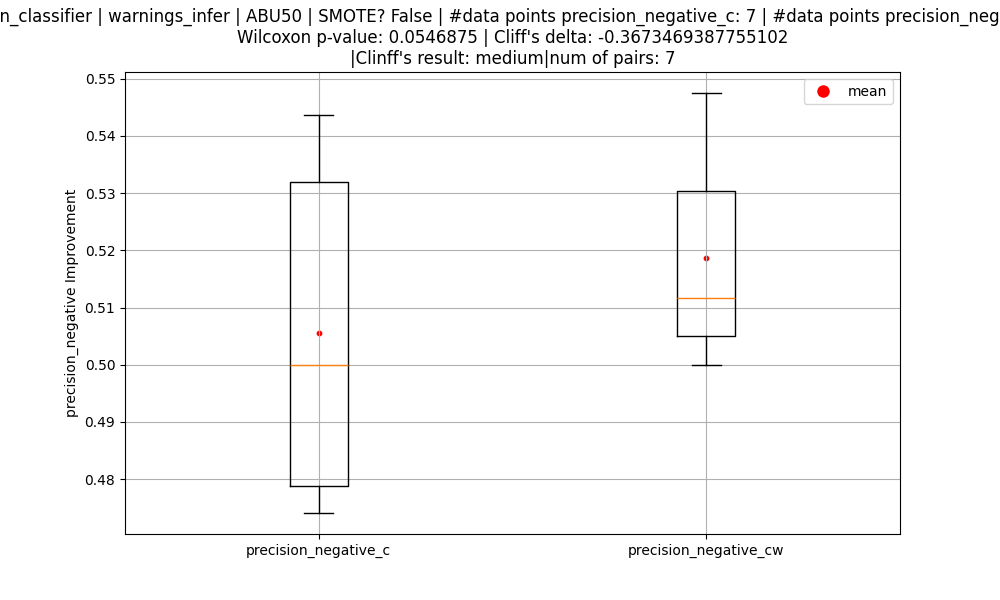 n_classifier | warnings_infer | ABU50 | SMOTE? False | #data points precision_negative_c: 7 | #data points precision_neg
Wilcoxon p-value: 0.0546875 | Cliff's delta: -0.3673469387755102
|Clinff's result: medium|num of pairs: 7
mean
0.55
0.54
0.53
0.52
0.51
0.50
0.49
0.48
precision_negative Improvement
precision_negative_c
precision_negative_cw